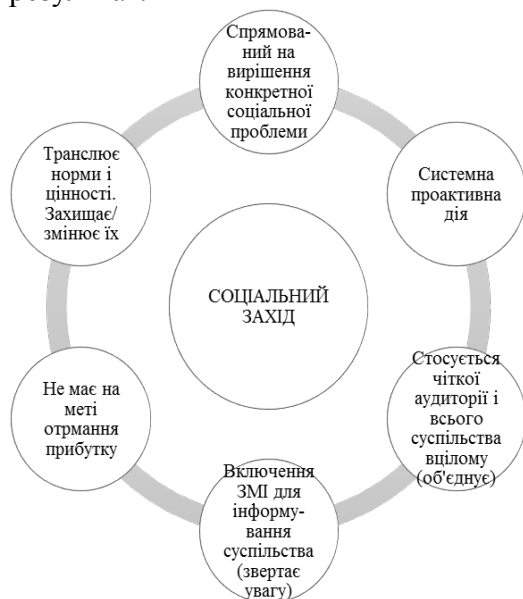 Спрямова-
ний на
вирішення
конкретної
соціальної
проблеми
Системна
проактивна
дія
Стосується
чіткої
аудиторії і
всього
суспільства
вцілому
(об'єднує)
Включення
ЗМІ для
інформу-
вання
суспільства
(звертає
увагу)
Не має на
меті
отрмання
прибутку
Транслює
норми і
цінності.
Захищає/
змінює їх
СОЦІАЛЬНИЙ
ЗАХІД